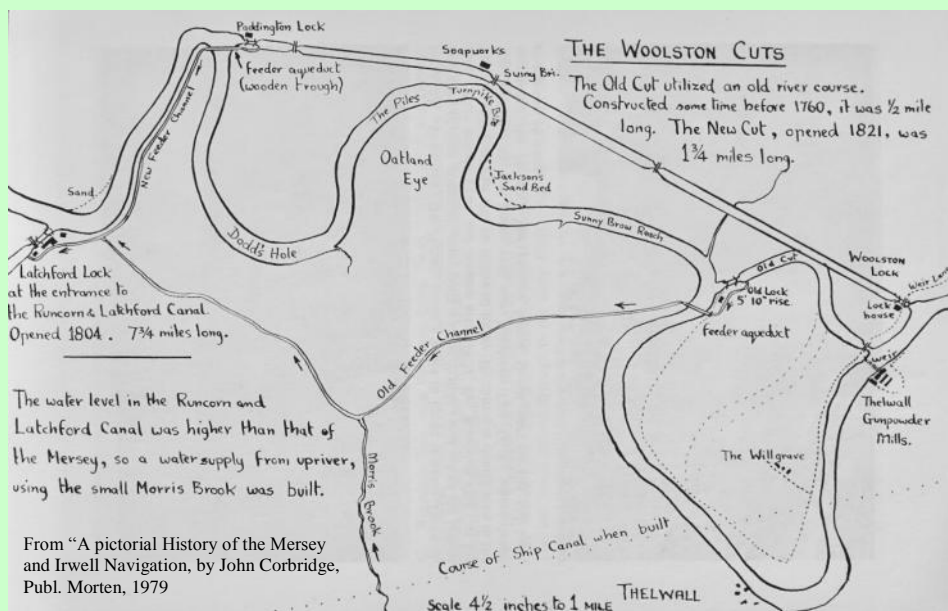 Paddington Lock
Soapworks
THE WOOLSTON CUTS
Swing Bri.
feeder aqueduct
(wooden trough)
The Old Cut utilized an old river course.
Constructed some time before 1760, it was ½ mile
long. The New Cut, opened 1821, was
1¾ miles long.
New Feeder Channel
The Piles
Turnpike Bite
Oatland
Eye
Jackson's
Sand Bed
Sand
Dodd's Hole
Sunny Brow Reach
Latchford Lock
at the entrance to
the Runcorn & Latchford Canal.
Opened 1804. 7¾ miles long.
Old Cut
WOOLSTON
LOCK
Weir Lane
Lock
house
Old Lock
5' 10" rise.
feeder aqueduct
Old Feeder Channel
Weir
Thelwall
Gunpowder
Mills.
The Willgrave
The water level in the Runcorn and
Latchford Canal was higher than that of
the Mersey, so a water supply from upriver,
using the small Morris Brook was built.
Morris Brook
Course of Ship Canal when built
From “A pictorial History of the Mersey
and Irwell Navigation, by John Corbridge,
Publ. Morten, 1979
THELWALL
Scale 4½ inches to 1 MILE